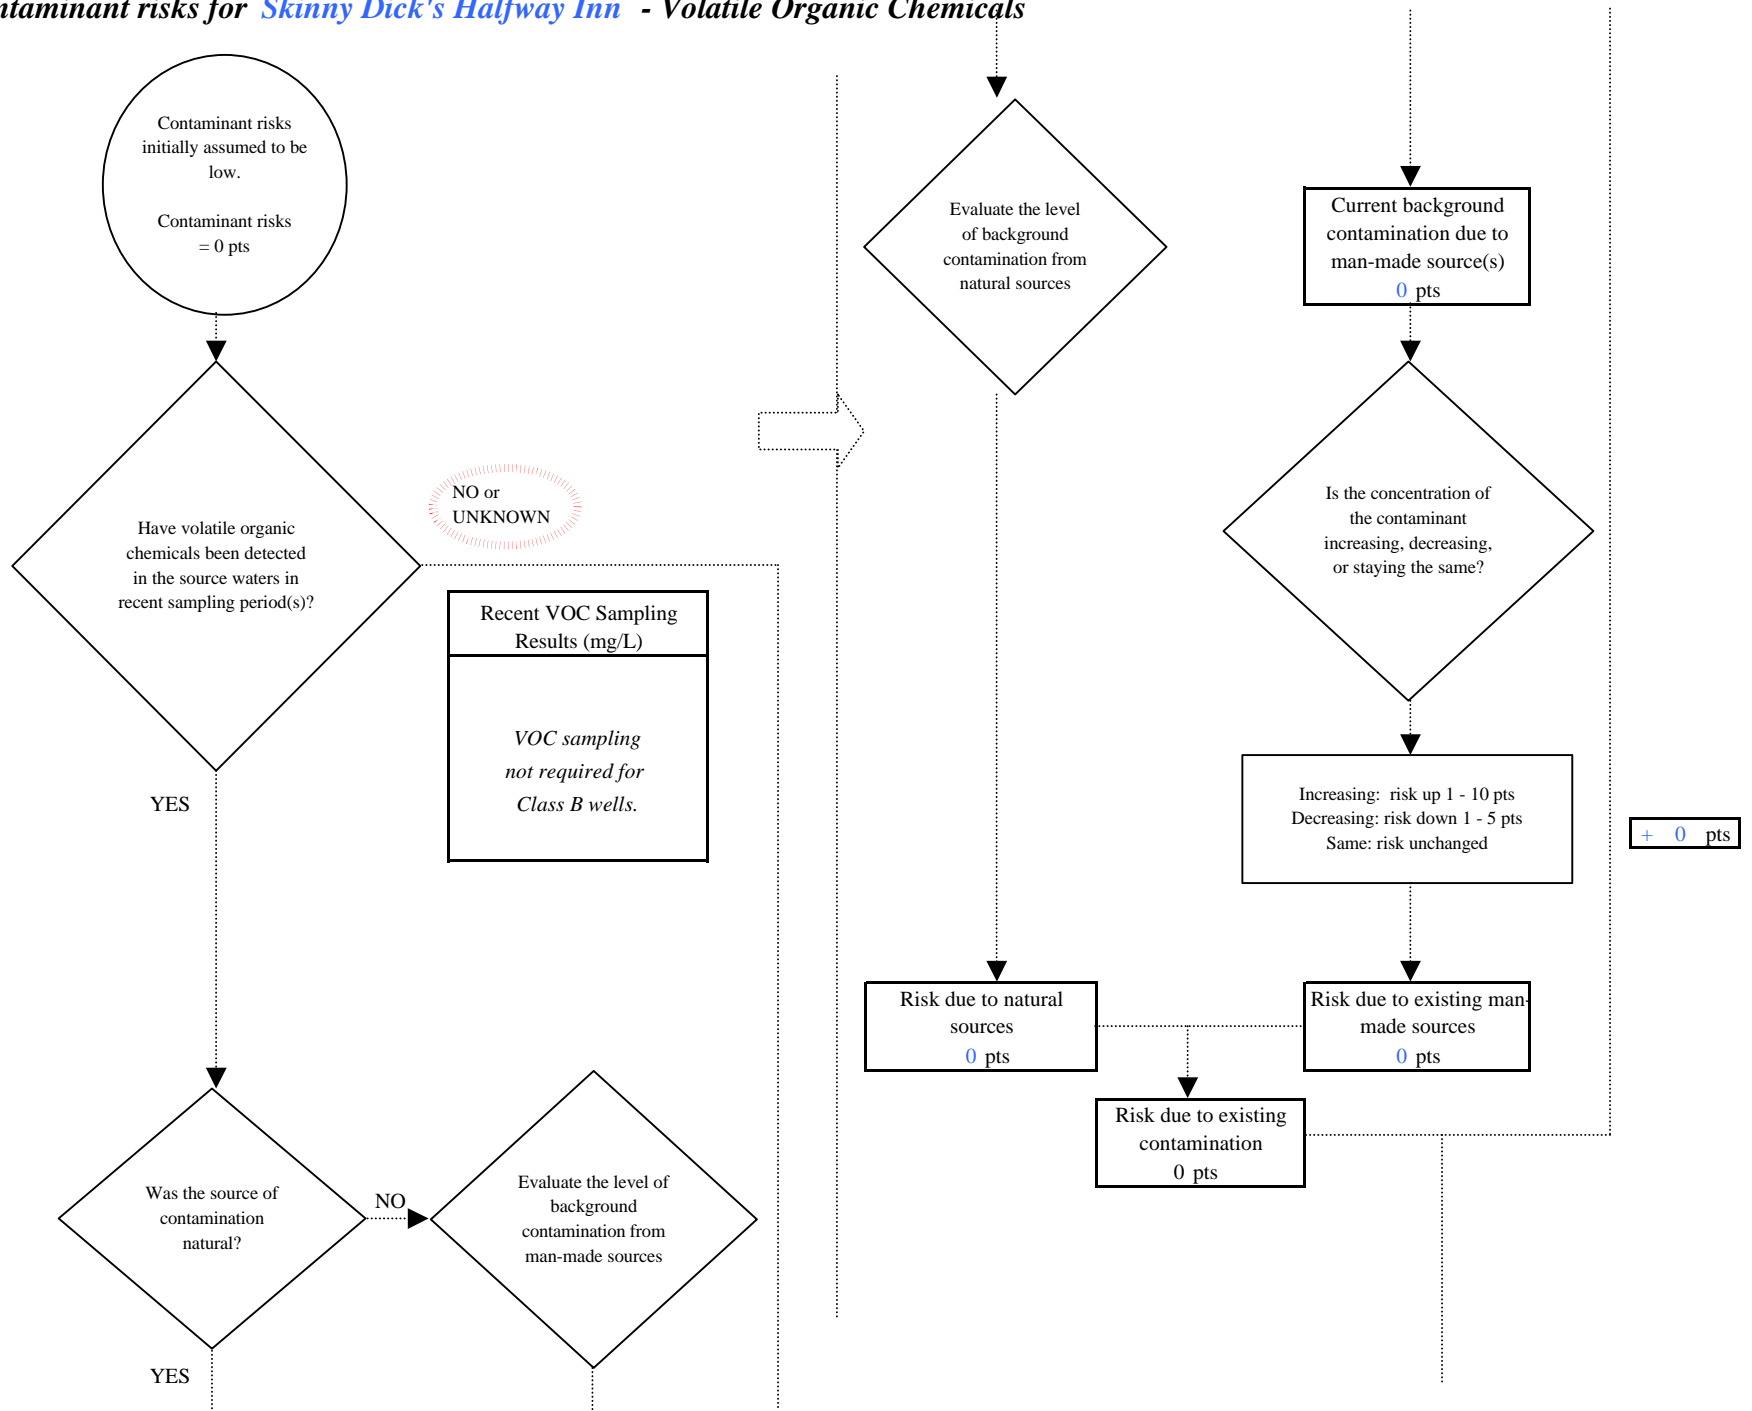 ntaminant risks for Skinny Dick's Halfway Inn - Volatile Organic Chemicals
Contaminant risks
initially assumed to be
low.
Contaminant risks
= 0 pts
Have volatile organic
chemicals been detected
in the source waters in
recent sampling period(s)?
NO or
UNKNOWN
Recent VOC Sampling
Results (mg/L)
VOC sampling
not required for
Class B wells.
YES
Was the source of
contamination
natural?
NO
Evaluate the level of
background
contamination from
man-made sources
YES
Evaluate the level
of background
contamination from
natural sources
Current background
contamination due to
man-made source(s)
0 pts
Is the concentration of
the contaminant
increasing, decreasing,
or staying the same?
Increasing: risk up 1 - 10 pts
Decreasing: risk down 1 - 5 pts
Same: risk unchanged
+ 0 pts
Risk due to natural
sources
0 pts
Risk due to existing man-
made sources
0 pts
Risk due to existing
contamination
0 pts